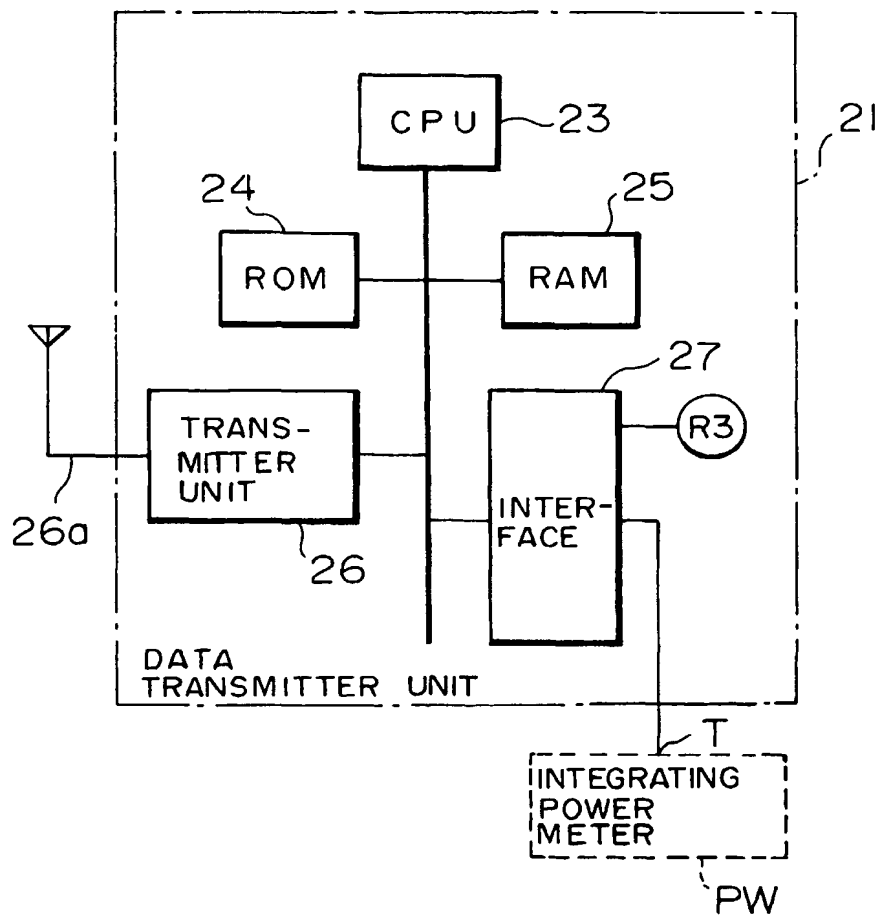 CPU
23
21
24
25
ROM
RAM
27
TRANS-
MITTER
UNIT
R3
INTER-
FACE
26a
26
DATA
TRANSMITTER UNIT
T
INTEGRATING
POWER
METER
PW